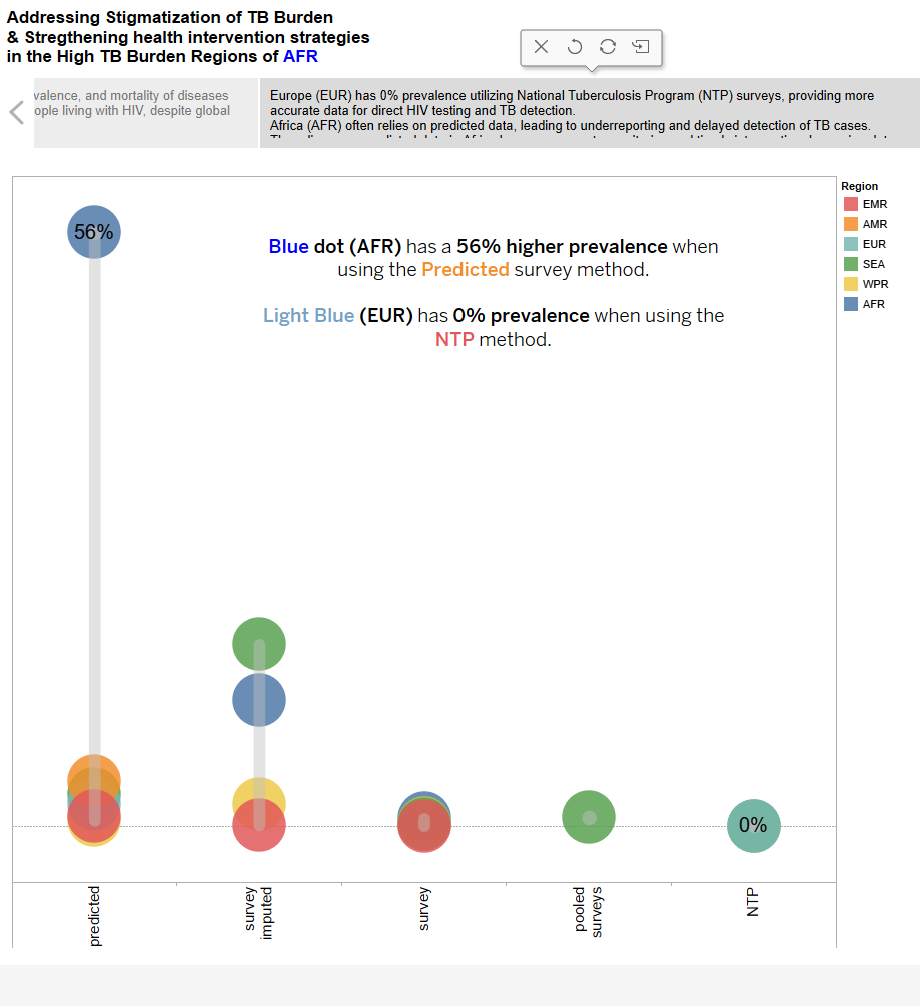 Addressing Stigmatization of TB Burden
& Stregthening health intervention strategies
in the High TB Burden Regions of AFR
valence, and mortality of diseases
ople living with HIV, despite global
Europe (EUR) has 0% prevalence utilizing National Tuberculosis Program (NTP) surveys, providing more
accurate data for direct HIV testing and TB detection.
Africa (AFR) often relies on predicted data, leading to underreporting and delayed detection of TB cases.
Region
EMR
AMR
EUR
SEA
WPR
AFR
56%
Blue dot (AFR) has a 56% higher prevalence when
using the Predicted survey method.
Light Blue (EUR) has 0% prevalence when using the
NTP method.
0%
predicted
survey
imputed
survey
pooled
surveys
NTP